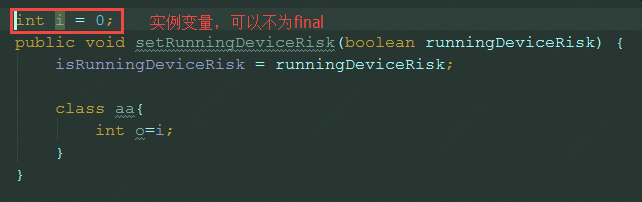 int i = 0; 实例变量，可以不为final
public void setRunningDeviceRisk(boolean runningDeviceRisk) {
isRunningDeviceRisk = runningDeviceRisk;
class aa{
int o=i;
}
}